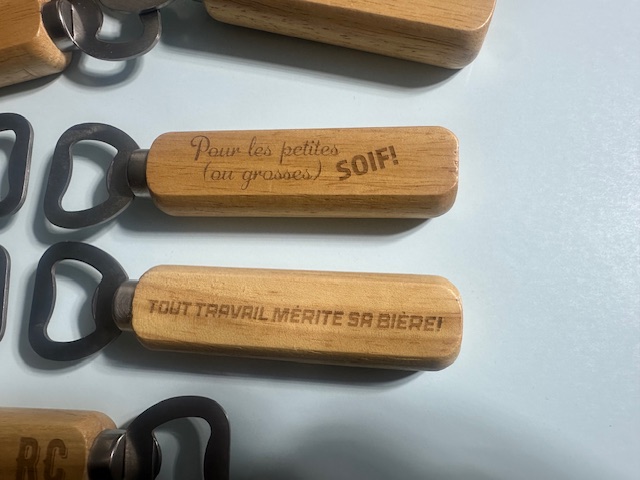 Pour les petites
(ou grosses) SOIF!
TOUT TRAVAIL MÉRITE SA BIÈRE!
RC